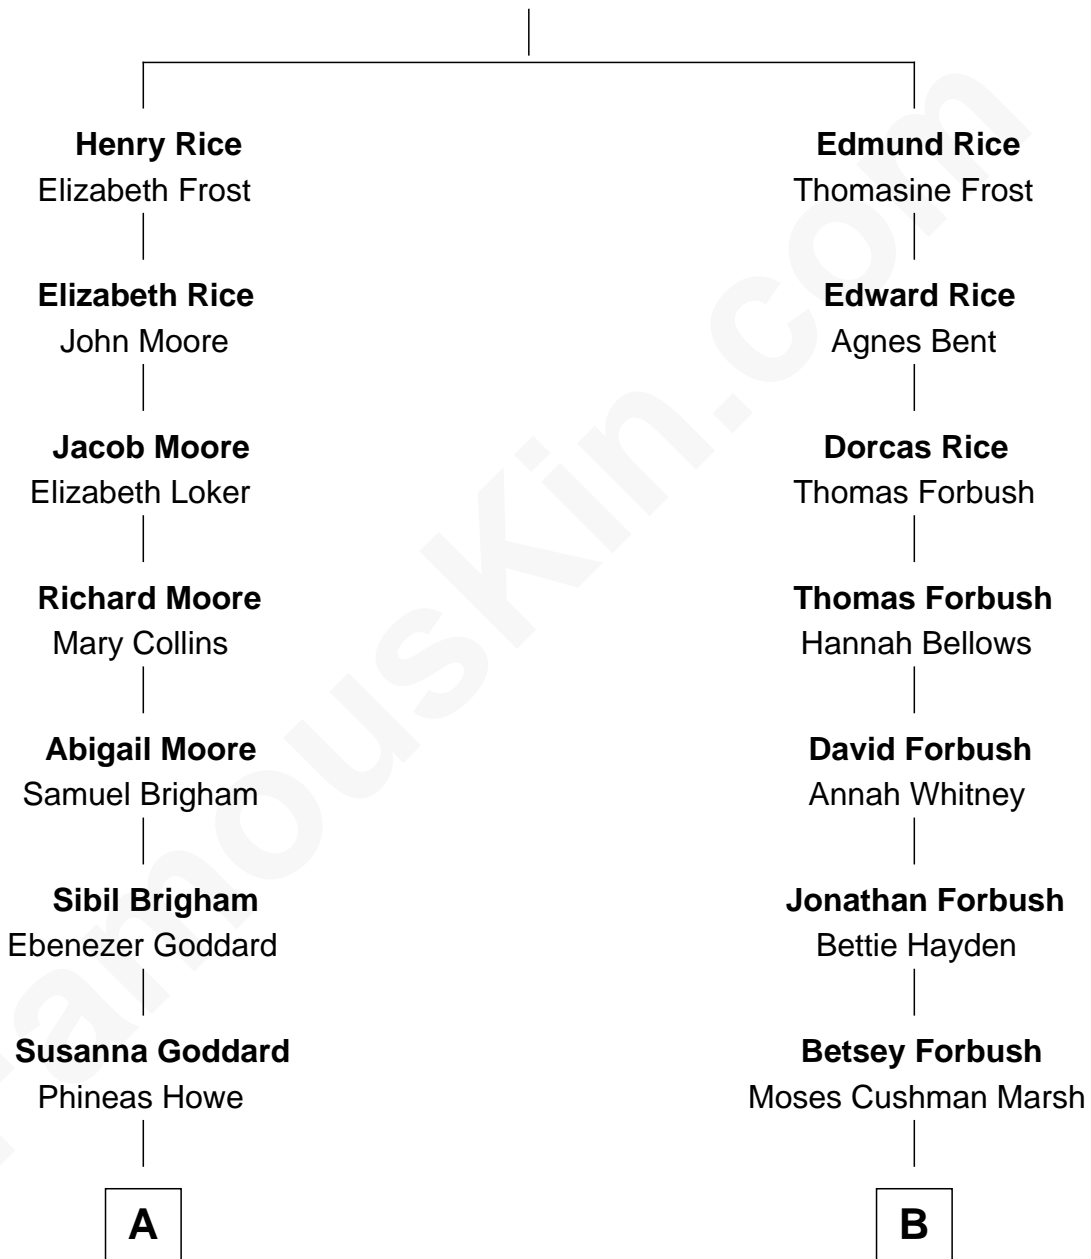 Henry Rice
Elizabeth Frost
Elizabeth Rice
John Moore
Jacob Moore
Elizabeth Loker
Richard Moore
Mary Collins
Abigail Moore
Samuel Brigham
Sibil Brigham
Ebenezer Goddard
Susanna Goddard
Phineas Howe
A
Edmund Rice
Thomasine Frost
Edward Rice
Agnes Bent
Dorcas Rice
Thomas Forbush
Thomas Forbush
Hannah Bellows
David Forbush
Annah Whitney
Jonathan Forbush
Bettie Hayden
Betsey Forbush
Moses Cushman Marsh
B
FamousKin.com